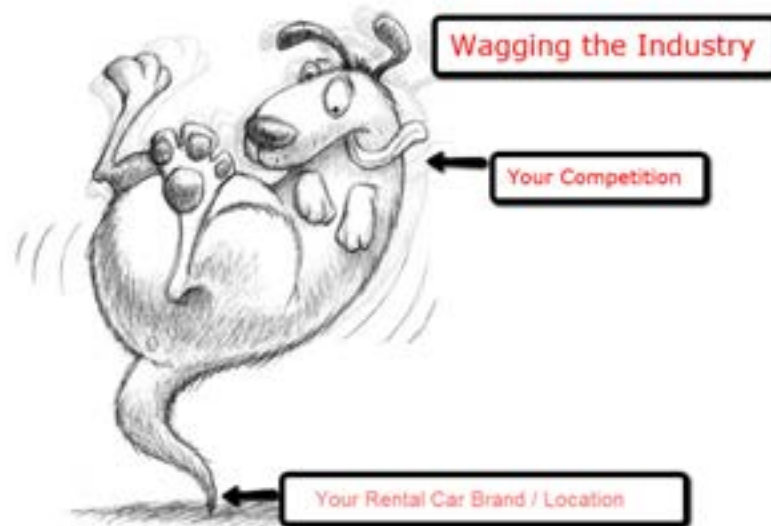 Wagging the Industry
Your Competition
Your Rental Car Brand / Location